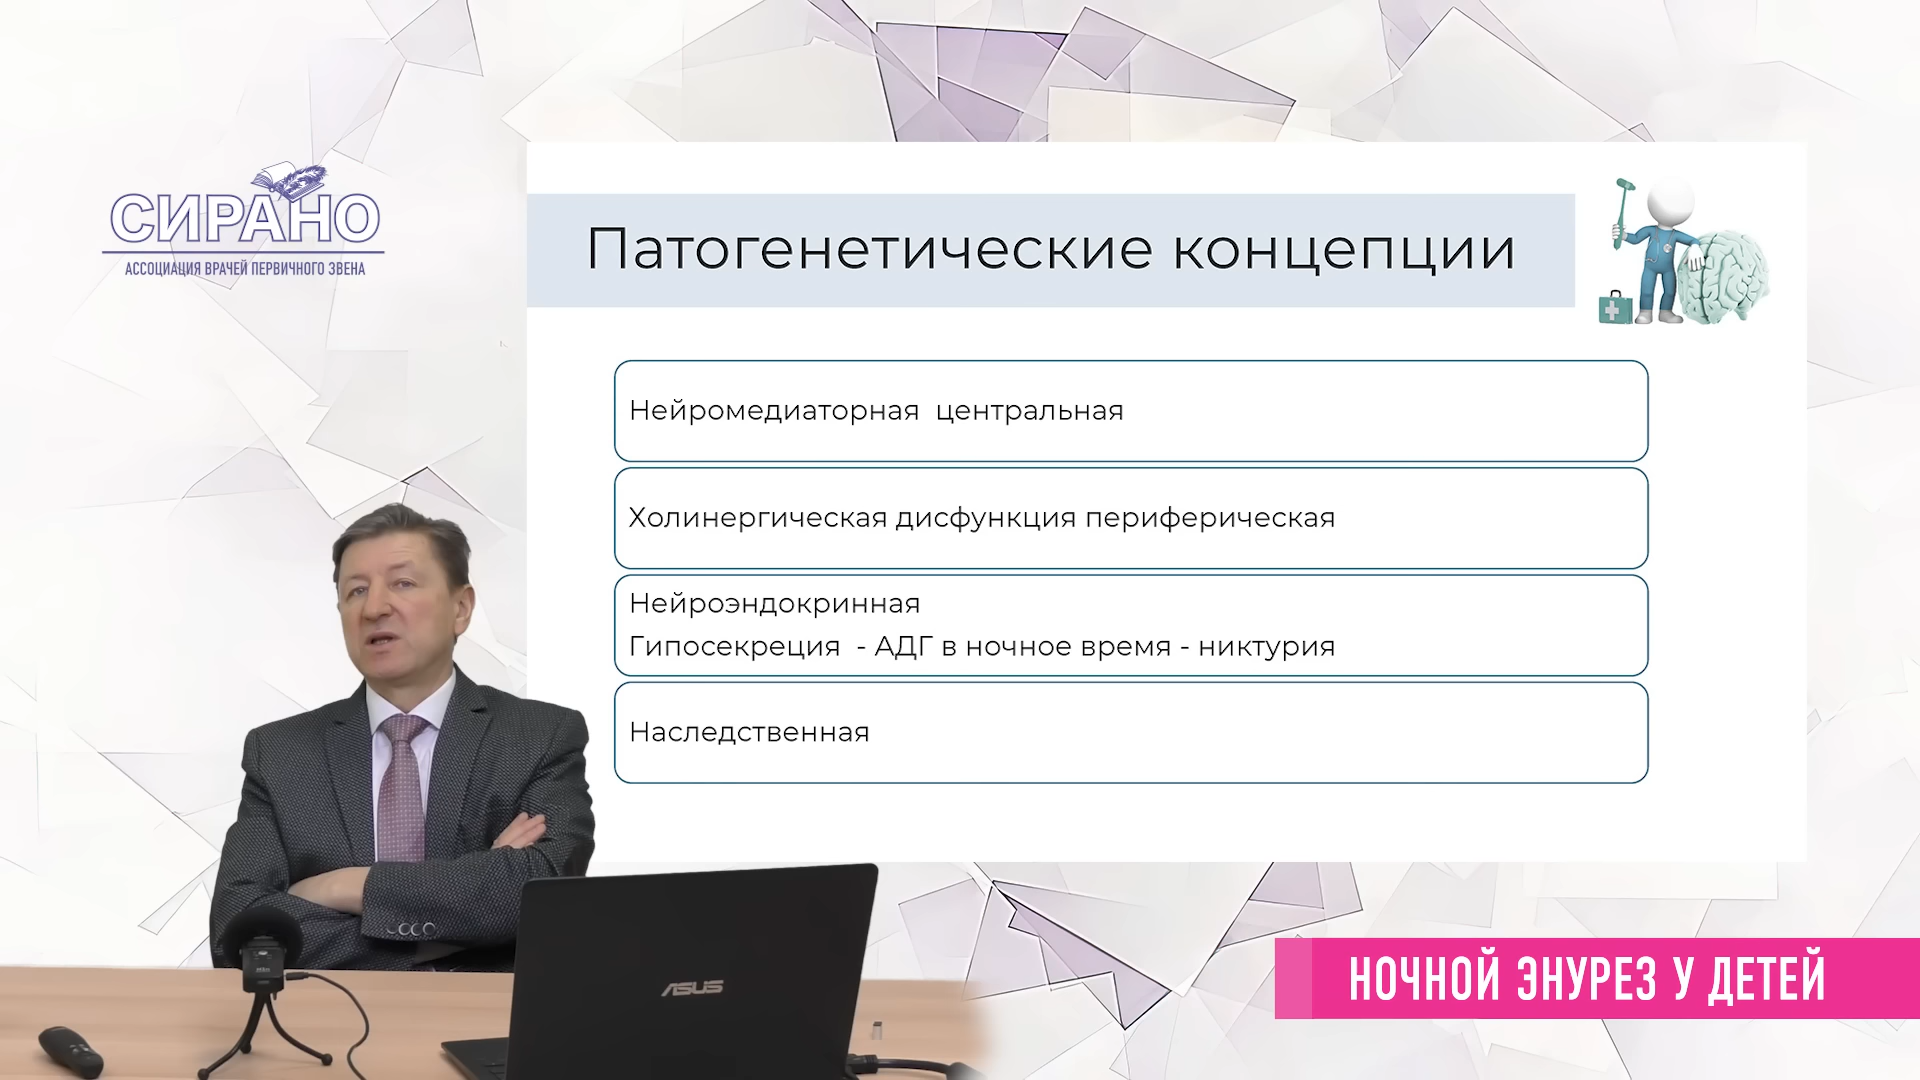 СИРАНО
АССОЦИАЦИЯ ВРАЧЕЙ ПЕРВИЧНОГО ЗВЕНА
Патогенетические концепции
Нейромедиаторная  центральная
Холинергическая дисфункция периферическая
Нейроэндокринная
Гипосекреция  - АДГ в ночное время - никтурия
Наследственная
ASUS
НОЧНОЙ ЭНУРЕЗ У ДЕТЕЙ